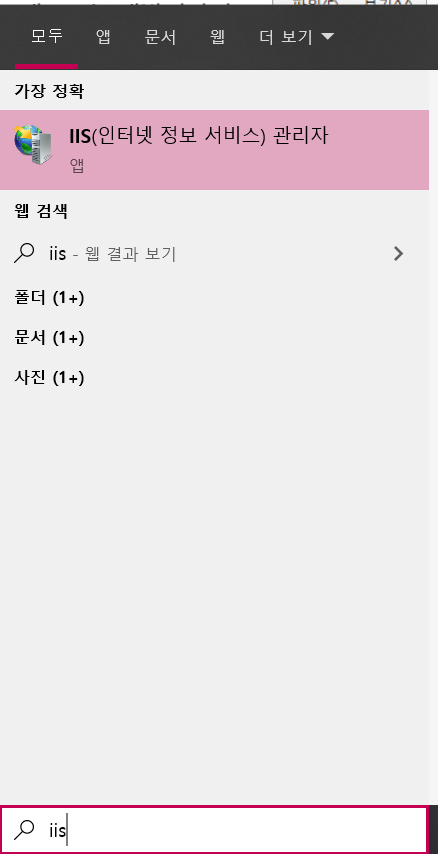 모두 앱 문서 웹 더 보기
가장 정확
IIS(인터넷 정보 서비스) 관리자
앱
웹 검색
iis - 웹 결과 보기
폴더 (1+)
문서 (1+)
사진 (1+)
iis